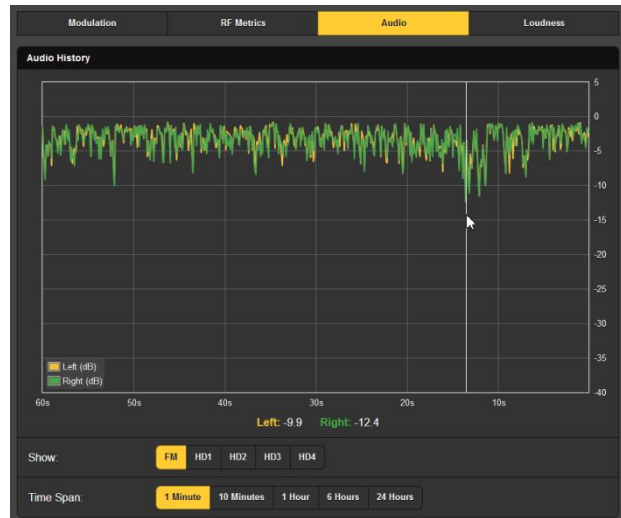 Modulation RF Metrics Audio Loudness
Audio History
5
0
-5
-10
-15
-20
-25
-30
-35
-40
Left (dB)
Right (dB)
60s 50s 40s 30s 20s 10s
Left: -9.9 Right: -12.4
Show: FM HD1 HD2 HD3 HD4
Time Span: 1 Minute 10 Minutes 1 Hour 6 Hours 24 Hours